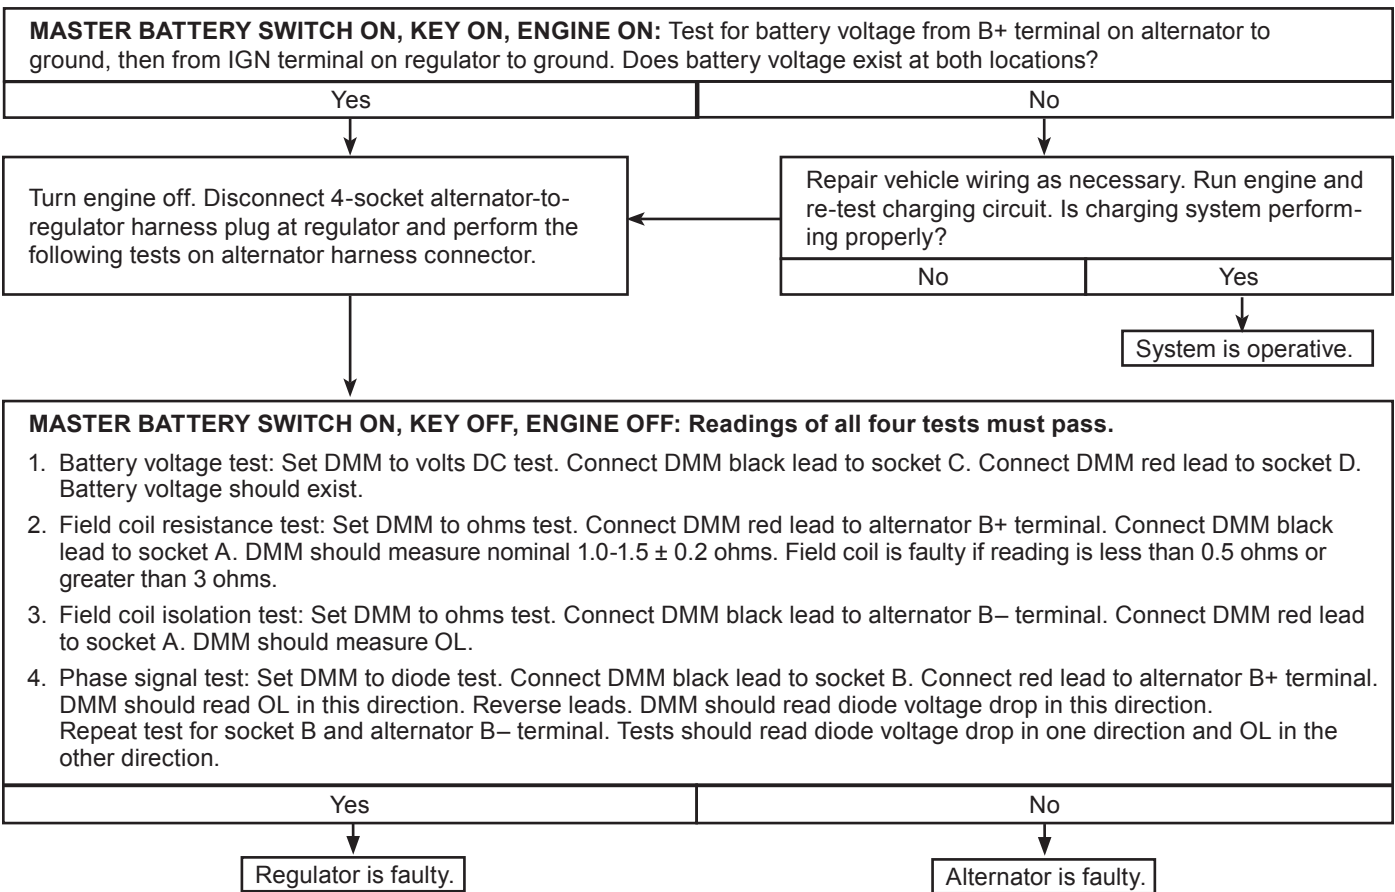 MASTER BATTERY SWITCH ON, KEY ON, ENGINE ON: Test for battery voltage from B+ terminal on alternator to
ground, then from IGN terminal on regulator to ground. Does battery voltage exist at both locations?
Yes
No
Turn engine off. Disconnect 4-socket alternator-to-
regulator harness plug at regulator and perform the
following tests on alternator harness connector.
Repair vehicle wiring as necessary. Run engine and
re-test charging circuit. Is charging system perform-
ing properly?
No
Yes
System is operative.
MASTER BATTERY SWITCH ON, KEY OFF, ENGINE OFF: Readings of all four tests must pass.
1. Battery voltage test: Set DMM to volts DC test. Connect DMM black lead to socket C. Connect DMM red lead to socket D.
Battery voltage should exist.
2. Field coil resistance test: Set DMM to ohms test. Connect DMM red lead to alternator B+ terminal. Connect DMM black
lead to socket A. DMM should measure nominal 1.0-1.5 ± 0.2 ohms. Field coil is faulty if reading is less than 0.5 ohms or
greater than 3 ohms.
3. Field coil isolation test: Set DMM to ohms test. Connect DMM black lead to alternator B– terminal. Connect DMM red lead
to socket A. DMM should measure OL.
4. Phase signal test: Set DMM to diode test. Connect DMM black lead to socket B. Connect red lead to alternator B+ terminal.
DMM should read OL in this direction. Reverse leads. DMM should read diode voltage drop in this direction.
Repeat test for socket B and alternator B– terminal. Tests should read diode voltage drop in one direction and OL in the
other direction.
Yes
No
Regulator is faulty.
Alternator is faulty.